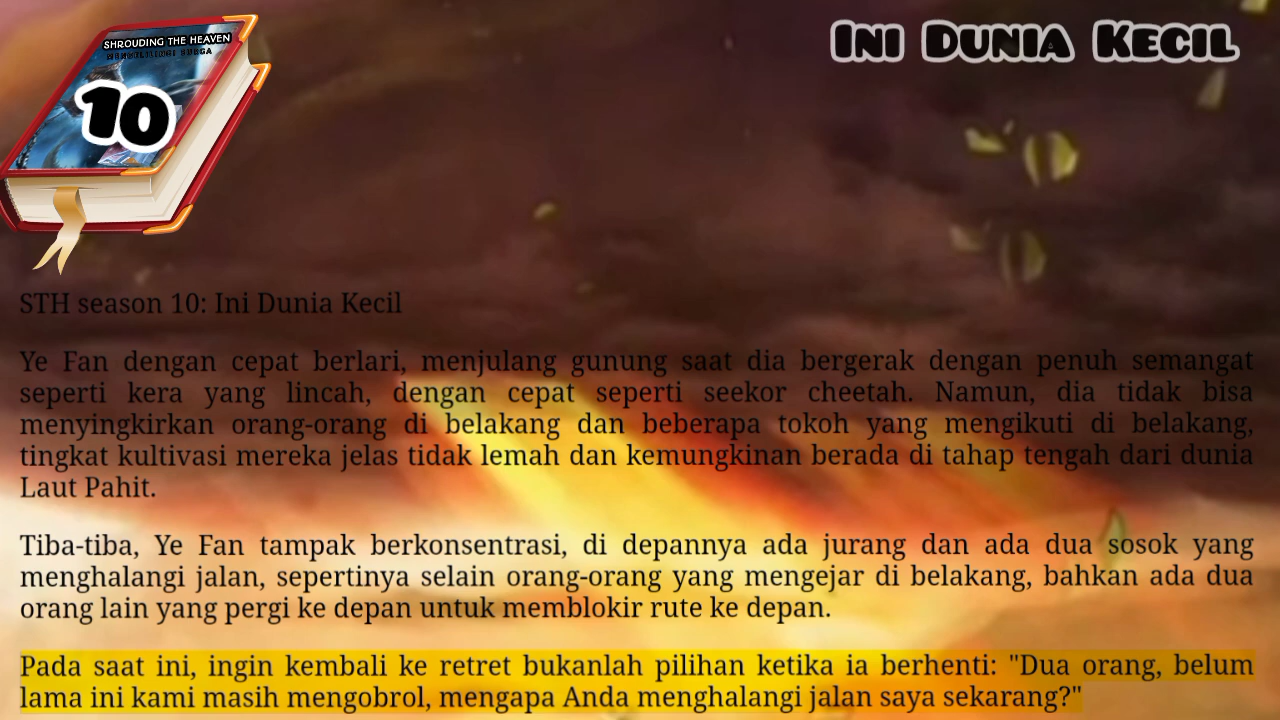 SHROUDING THE HEAVEN
MENGELILINGI SURGA
10
Ini Dunia Kecil
STH season 10: Ini Dunia Kecil
Ye Fan dengan cepat berlari, menjulang gunung saat dia bergerak dengan penuh semangat
seperti kera yang lincah, dengan cepat seperti seekor cheetah. Namun, dia tidak bisa
menyingkirkan orang-orang di belakang dan beberapa tokoh yang mengikuti di belakang,
tingkat kultivasi mereka jelas tidak lemah dan kemungkinan berada di tahap tengah dari dunia
Laut Pahit.
Tiba-tiba, Ye Fan tampak berkonsentrasi, di depannya ada jurang dan ada dua sosok yang
menghalangi jalan, sepertinya selain orang-orang yang mengejar di belakang, bahkan ada dua
orang lain yang pergi ke depan untuk memblokir rute ke depan.
Pada saat ini, ingin kembali ke retret bukanlah pilihan ketika ia berhenti: "Dua orang, belum
lama ini kami masih mengobrol, mengapa Anda menghalangi jalan saya sekarang?"